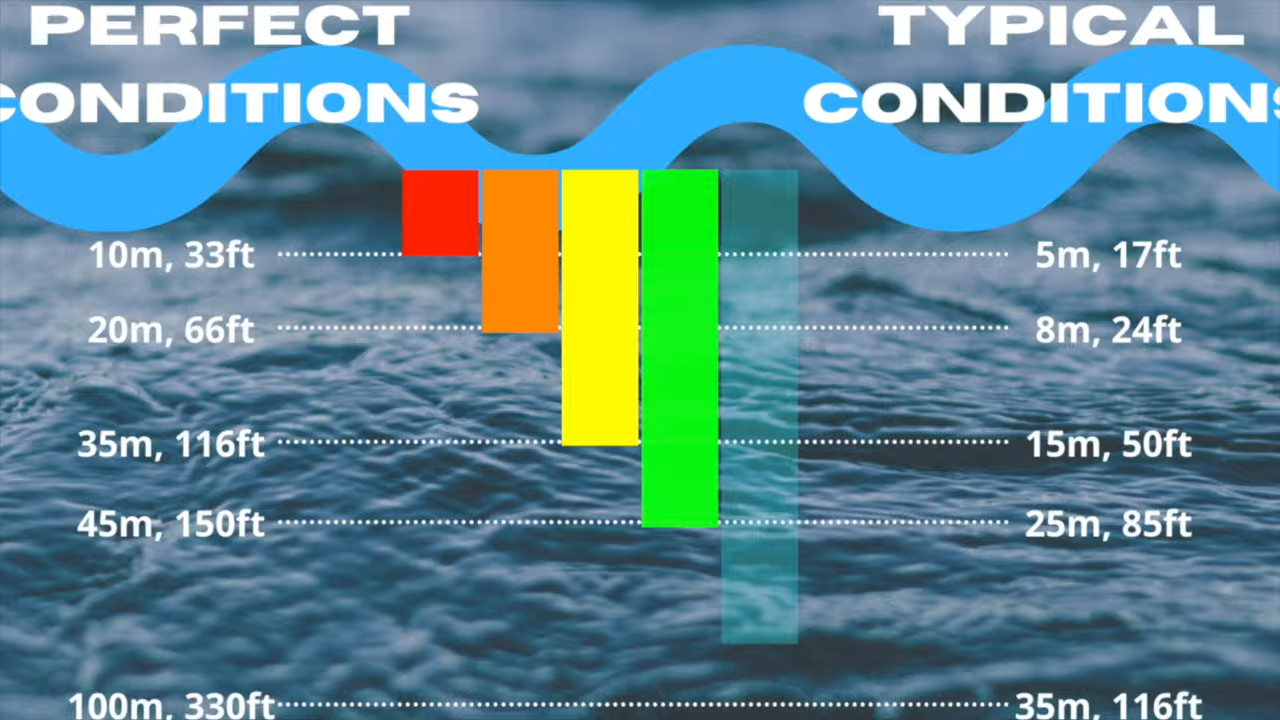 PERFECT
CONDITIONS
TYPICAL
CONDITIONS
10m, 33ft
5m, 17ft
20m, 66ft
8m, 24ft
35m, 116ft
15m, 50ft
45m, 150ft
25m, 85ft
100m, 330ft
35m, 116ft